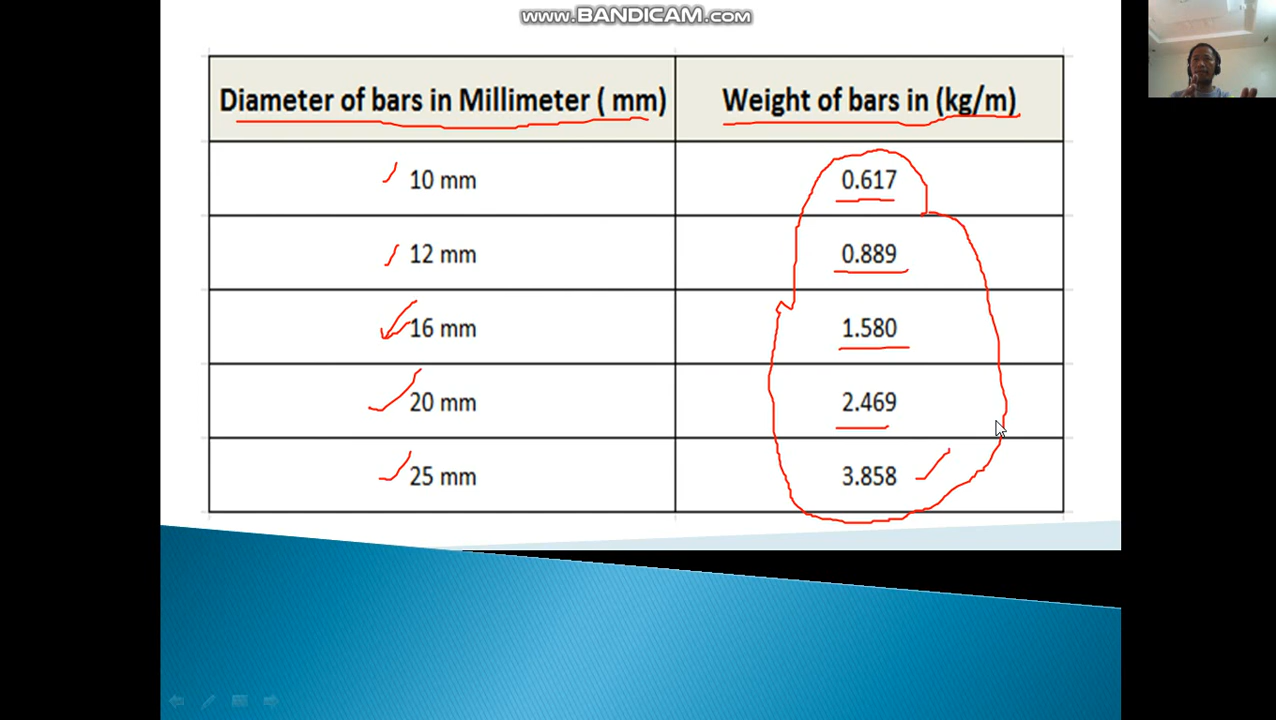 www.BANDICAM.com
Diameter of bars in Millimeter ( mm) Weight of bars in (kg/m)
10 mm 0.617
12 mm 0.889
16 mm 1.580
20 mm 2.469
25 mm 3.858